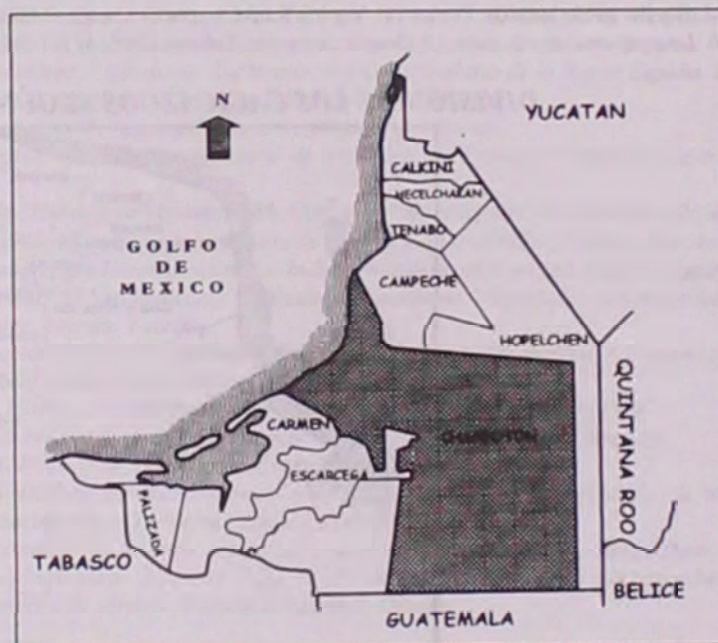 N
YUCATAN
CALKINI
HECELCHAKAN
TENABO
GOLFO
DE
MEXICO
CAMPECHE
HOPELCHEN
QUINTANA ROO
CARMEN
CHAMPOTON
ESCARCEGA
PALIZADA
TABASCO
BELICE
GUATEMALA